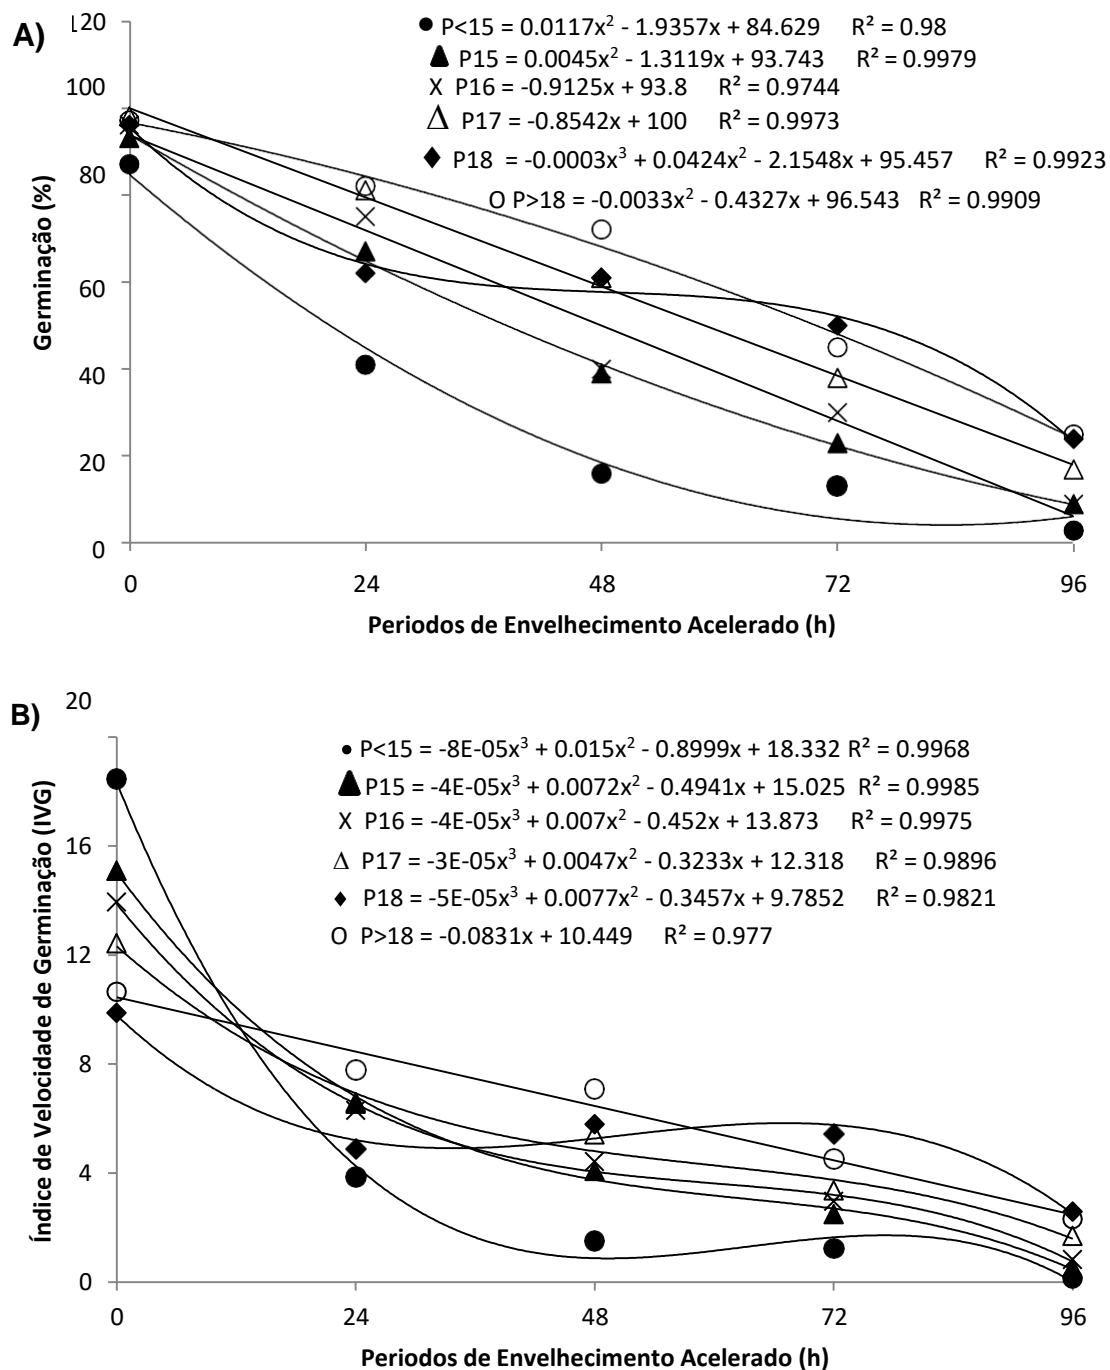 A)
120
● P<15 = 0.0117x² - 1.9357x + 84.629 R² = 0.98
▲ P15 = 0.0045x² - 1.3119x + 93.743 R² = 0.9979
X P16 = -0.9125x + 93.8 R² = 0.9744
△ P17 = -0.8542x + 100 R² = 0.9973
◆ P18 = -0.0003x³ + 0.0424x² - 2.1548x + 95.457 R² = 0.9923
O P>18 = -0.0033x² - 0.4327x + 96.543 R² = 0.9909
100
80
60
40
20
0
Germinação (%)
0 24 48 72 96
Periodos de Envelhecimento Acelerado (h)
B)
20
● P<15 = -8E-05x³ + 0.015x² - 0.8999x + 18.332 R² = 0.9968
▲ P15 = -4E-05x³ + 0.0072x² - 0.4941x + 15.025 R² = 0.9985
X P16 = -4E-05x³ + 0.007x² - 0.452x + 13.873 R² = 0.9975
△ P17 = -3E-05x³ + 0.0047x² - 0.3233x + 12.318 R² = 0.9896
◆ P18 = -5E-05x³ + 0.0077x² - 0.3457x + 9.7852 R² = 0.9821
O P>18 = -0.0831x + 10.449 R² = 0.977
16
12
8
4
0
Índice de Velocidade de Germinação (IVG)
0 24 48 72 96
Periodos de Envelhecimento Acelerado (h)